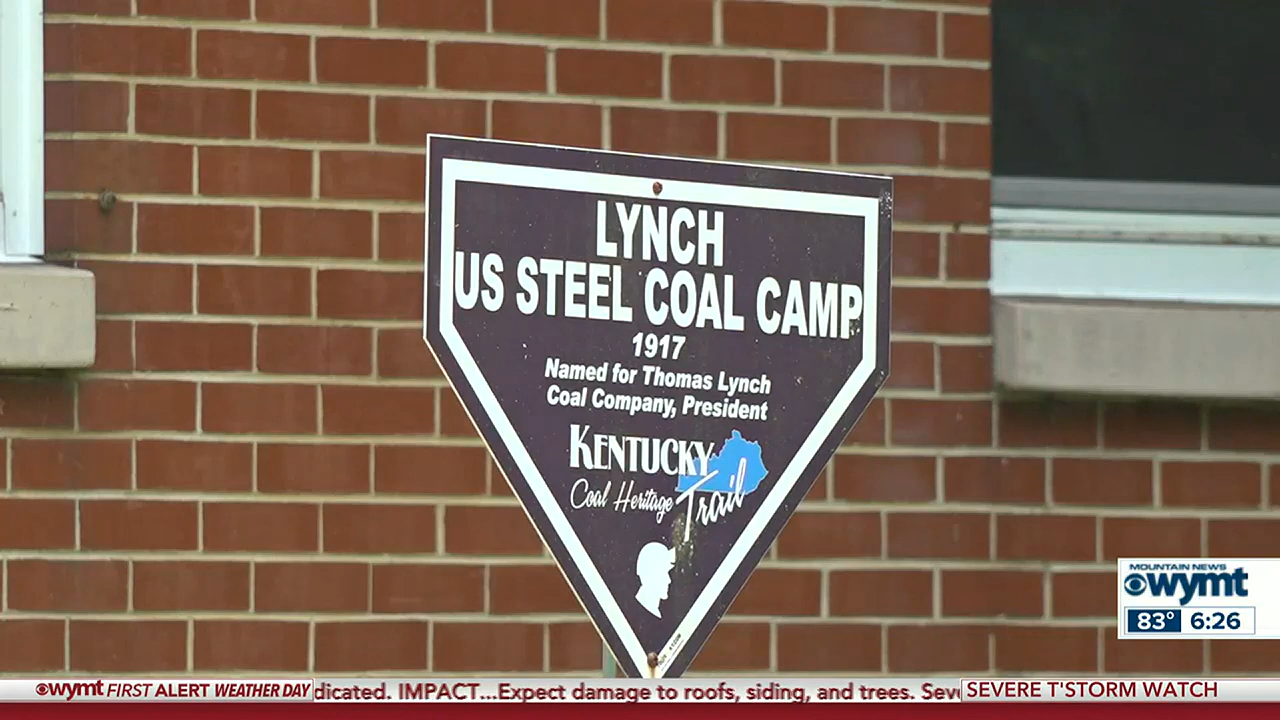 LYNCH
US STEEL COAL CAMP
1917
Named for Thomas Lynch
Coal Company, President
KENTUCKY
Coal Heritage Trail
MOUNTAIN NEWS
wymt
83° 6:26
wymt FIRST ALERT WEATHER DAY
dicated. IMPACT...Expect damage to roofs, siding, and trees. Seve
SEVERE T'STORM WATCH